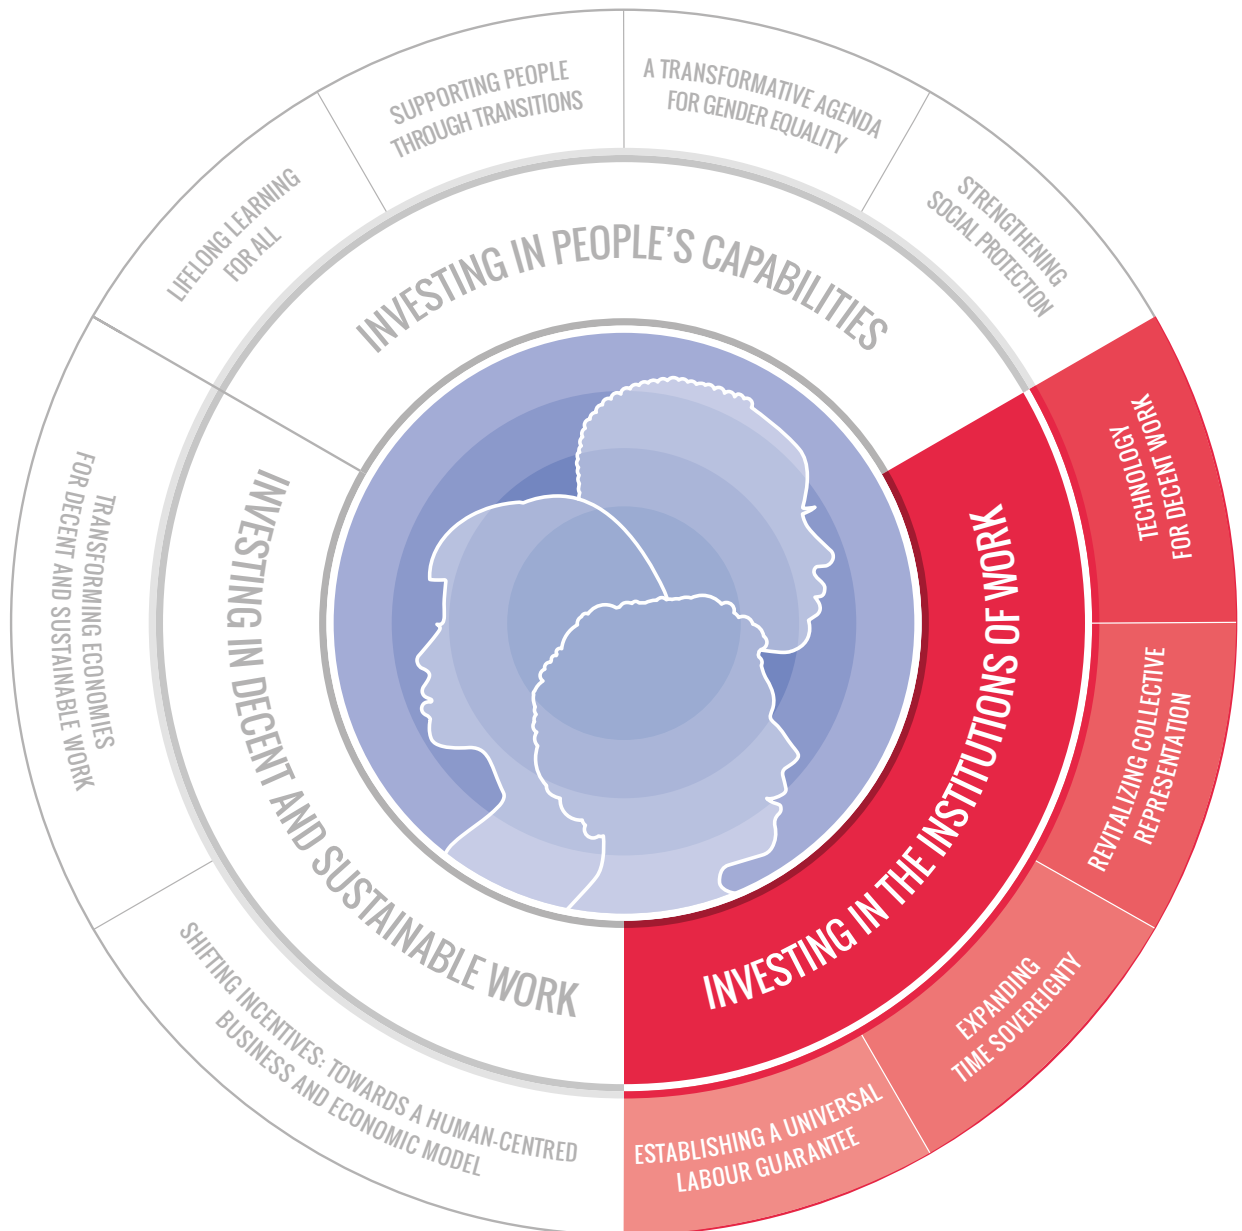 SUPPORTING PEOPLE
THROUGH TRANSITIONS
A TRANSFORMATIVE AGENDA
FOR GENDER EQUALITY
LIFELONG LEARNING
FOR ALL
STRENGTHENING
SOCIAL PROTECTION
INVESTING IN PEOPLE'S CAPABILITIES
TECHNOLOGY
FOR DECENT WORK
REVITALIZING COLLECTIVE
REPRESENTATION
EXPANDING
TIME SOVEREIGNTY
ESTABLISHING A UNIVERSAL
LABOUR GUARANTEE
INVESTING IN THE INSTITUTIONS OF WORK
TRANSFORMING ECONOMIES
FOR DECENT AND SUSTAINABLE WORK
SHIFTING INCENTIVES: TOWARDS A HUMAN-CENTRED
BUSINESS AND ECONOMIC MODEL
INVESTING IN DECENT AND SUSTAINABLE WORK